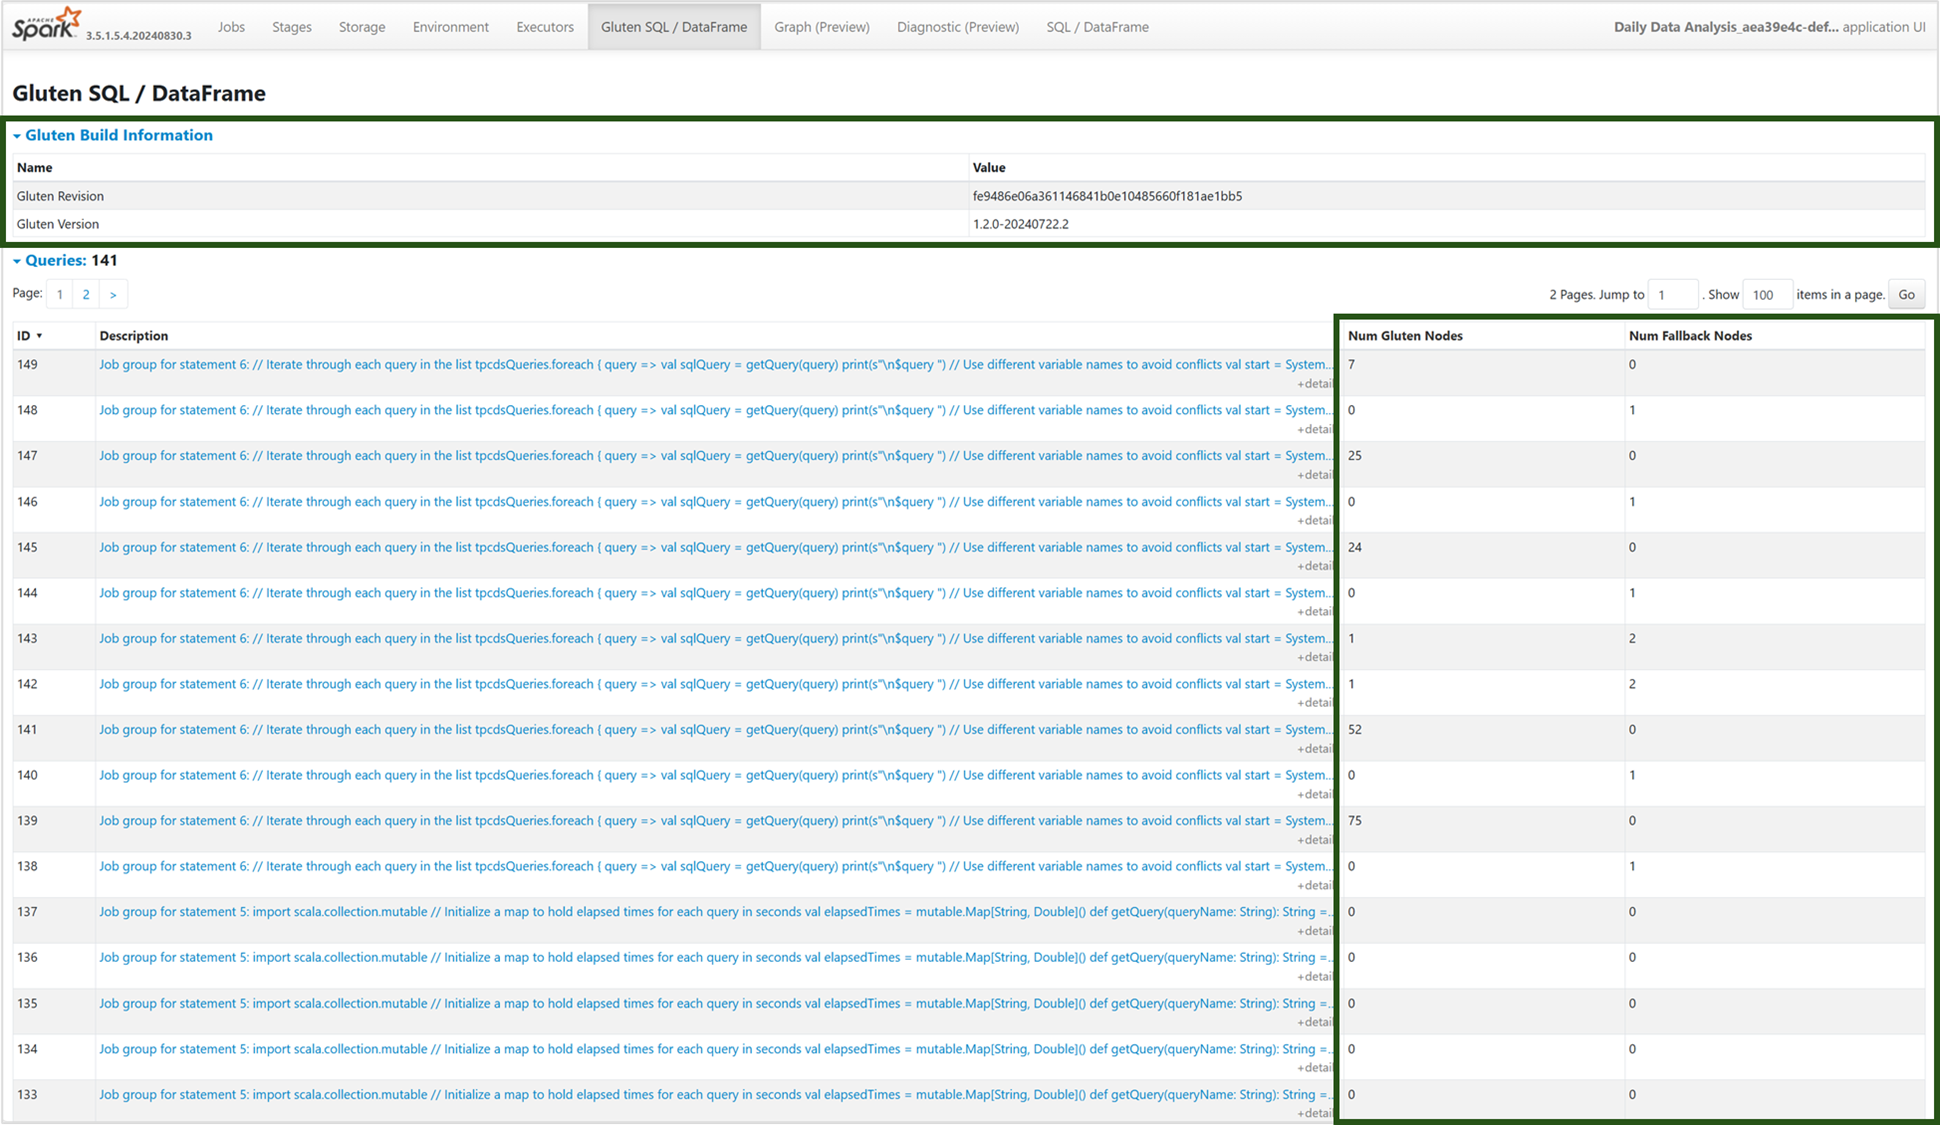 APACHE
Spark 3.5.1.5.4.20240830.3 Jobs Stages Storage Environment Executors Gluten SQL / DataFrame Graph (Preview) Diagnostic (Preview) SQL / DataFrame Daily Data Analysis_aea39e4c-def... application UI
Gluten SQL / DataFrame
Gluten Build Information
Name Value
Gluten Revision fe9486e06a361146841b0e10485660f181ae1bb5
Gluten Version 1.2.0-20240722.2
Queries: 141
Page: 1 2 > 2 Pages. Jump to 1 . Show 100 items in a page. Go
ID Description Num Gluten Nodes Num Fallback Nodes
149 Job group for statement 6: // Iterate through each query in the list tpcdsQueries.foreach { query => val sqlQuery = getQuery(query) print(s"\n$query ") // Use different variable names to avoid conflicts val start = System... 7 0
+detail
148 Job group for statement 6: // Iterate through each query in the list tpcdsQueries.foreach { query => val sqlQuery = getQuery(query) print(s"\n$query ") // Use different variable names to avoid conflicts val start = System... 0 1
+detail
147 Job group for statement 6: // Iterate through each query in the list tpcdsQueries.foreach { query => val sqlQuery = getQuery(query) print(s"\n$query ") // Use different variable names to avoid conflicts val start = System... 25 0
+detail
146 Job group for statement 6: // Iterate through each query in the list tpcdsQueries.foreach { query => val sqlQuery = getQuery(query) print(s"\n$query ") // Use different variable names to avoid conflicts val start = System... 0 1
+detail
145 Job group for statement 6: // Iterate through each query in the list tpcdsQueries.foreach { query => val sqlQuery = getQuery(query) print(s"\n$query ") // Use different variable names to avoid conflicts val start = System... 24 0
+detail
144 Job group for statement 6: // Iterate through each query in the list tpcdsQueries.foreach { query => val sqlQuery = getQuery(query) print(s"\n$query ") // Use different variable names to avoid conflicts val start = System... 0 1
+detail
143 Job group for statement 6: // Iterate through each query in the list tpcdsQueries.foreach { query => val sqlQuery = getQuery(query) print(s"\n$query ") // Use different variable names to avoid conflicts val start = System... 1 2
+detail
142 Job group for statement 6: // Iterate through each query in the list tpcdsQueries.foreach { query => val sqlQuery = getQuery(query) print(s"\n$query ") // Use different variable names to avoid conflicts val start = System... 1 2
+detail
141 Job group for statement 6: // Iterate through each query in the list tpcdsQueries.foreach { query => val sqlQuery = getQuery(query) print(s"\n$query ") // Use different variable names to avoid conflicts val start = System... 52 0
+detail
140 Job group for statement 6: // Iterate through each query in the list tpcdsQueries.foreach { query => val sqlQuery = getQuery(query) print(s"\n$query ") // Use different variable names to avoid conflicts val start = System... 0 1
+detail
139 Job group for statement 6: // Iterate through each query in the list tpcdsQueries.foreach { query => val sqlQuery = getQuery(query) print(s"\n$query ") // Use different variable names to avoid conflicts val start = System... 75 0
+detail
138 Job group for statement 6: // Iterate through each query in the list tpcdsQueries.foreach { query => val sqlQuery = getQuery(query) print(s"\n$query ") // Use different variable names to avoid conflicts val start = System... 0 1
+detail
137 Job group for statement 5: import scala.collection.mutable // Initialize a map to hold elapsed times for each query in seconds val elapsedTimes = mutable.Map[String, Double]() def getQuery(queryName: String): String =.. 0 0
+detail
136 Job group for statement 5: import scala.collection.mutable // Initialize a map to hold elapsed times for each query in seconds val elapsedTimes = mutable.Map[String, Double]() def getQuery(queryName: String): String =.. 0 0
+detail
135 Job group for statement 5: import scala.collection.mutable // Initialize a map to hold elapsed times for each query in seconds val elapsedTimes = mutable.Map[String, Double]() def getQuery(queryName: String): String =.. 0 0
+detail
134 Job group for statement 5: import scala.collection.mutable // Initialize a map to hold elapsed times for each query in seconds val elapsedTimes = mutable.Map[String, Double]() def getQuery(queryName: String): String =.. 0 0
+detail
133 Job group for statement 5: import scala.collection.mutable // Initialize a map to hold elapsed times for each query in seconds val elapsedTimes = mutable.Map[String, Double]() def getQuery(queryName: String): String =.. 0 0
+detail